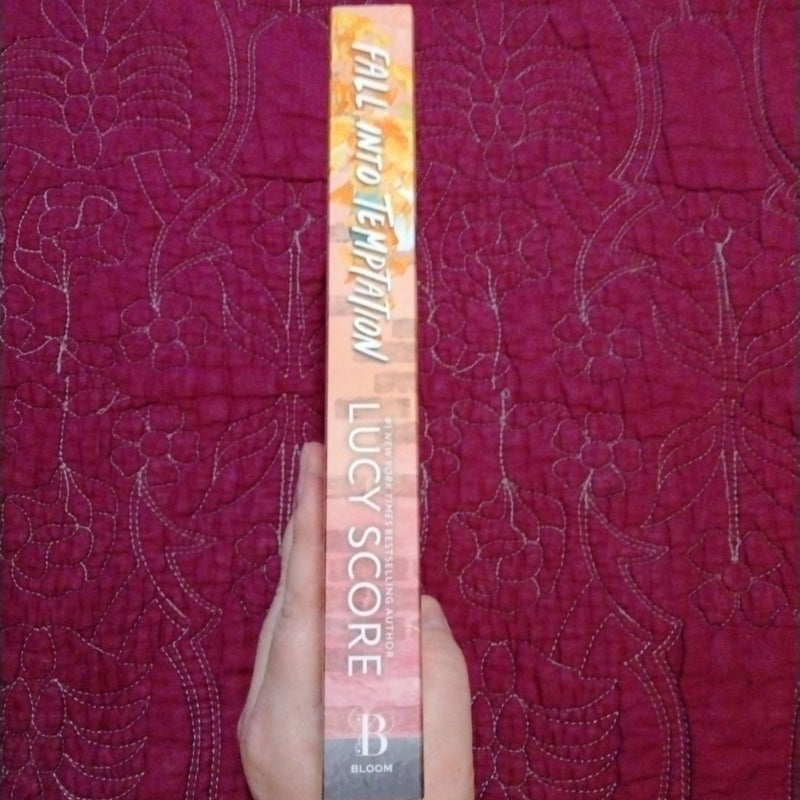 FALL INTO TEMPTATION
#1 NEW YORK TIMES BESTSELLING AUTHOR
LUCY SCORE
B
BLOOM